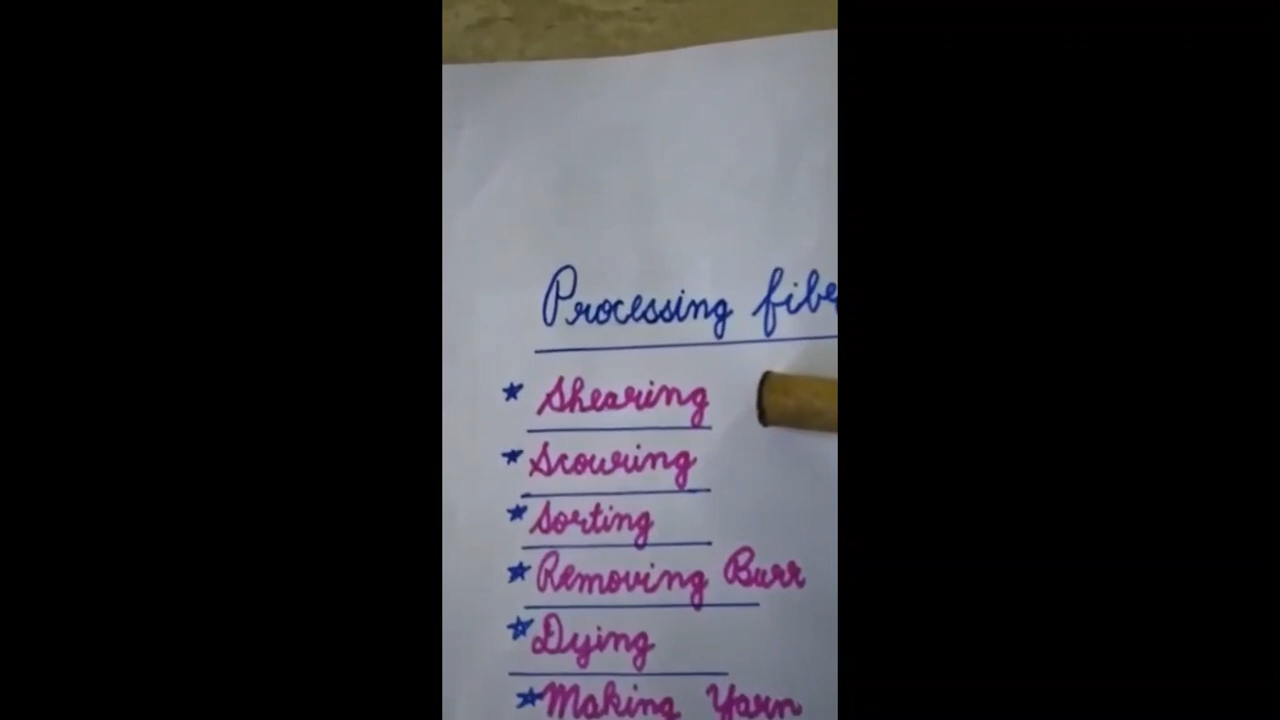 Processing fibe
★ Shearing
★ Scouring
★ Sorting
★ Removing Burr
★ Dying
★ Making Yarn